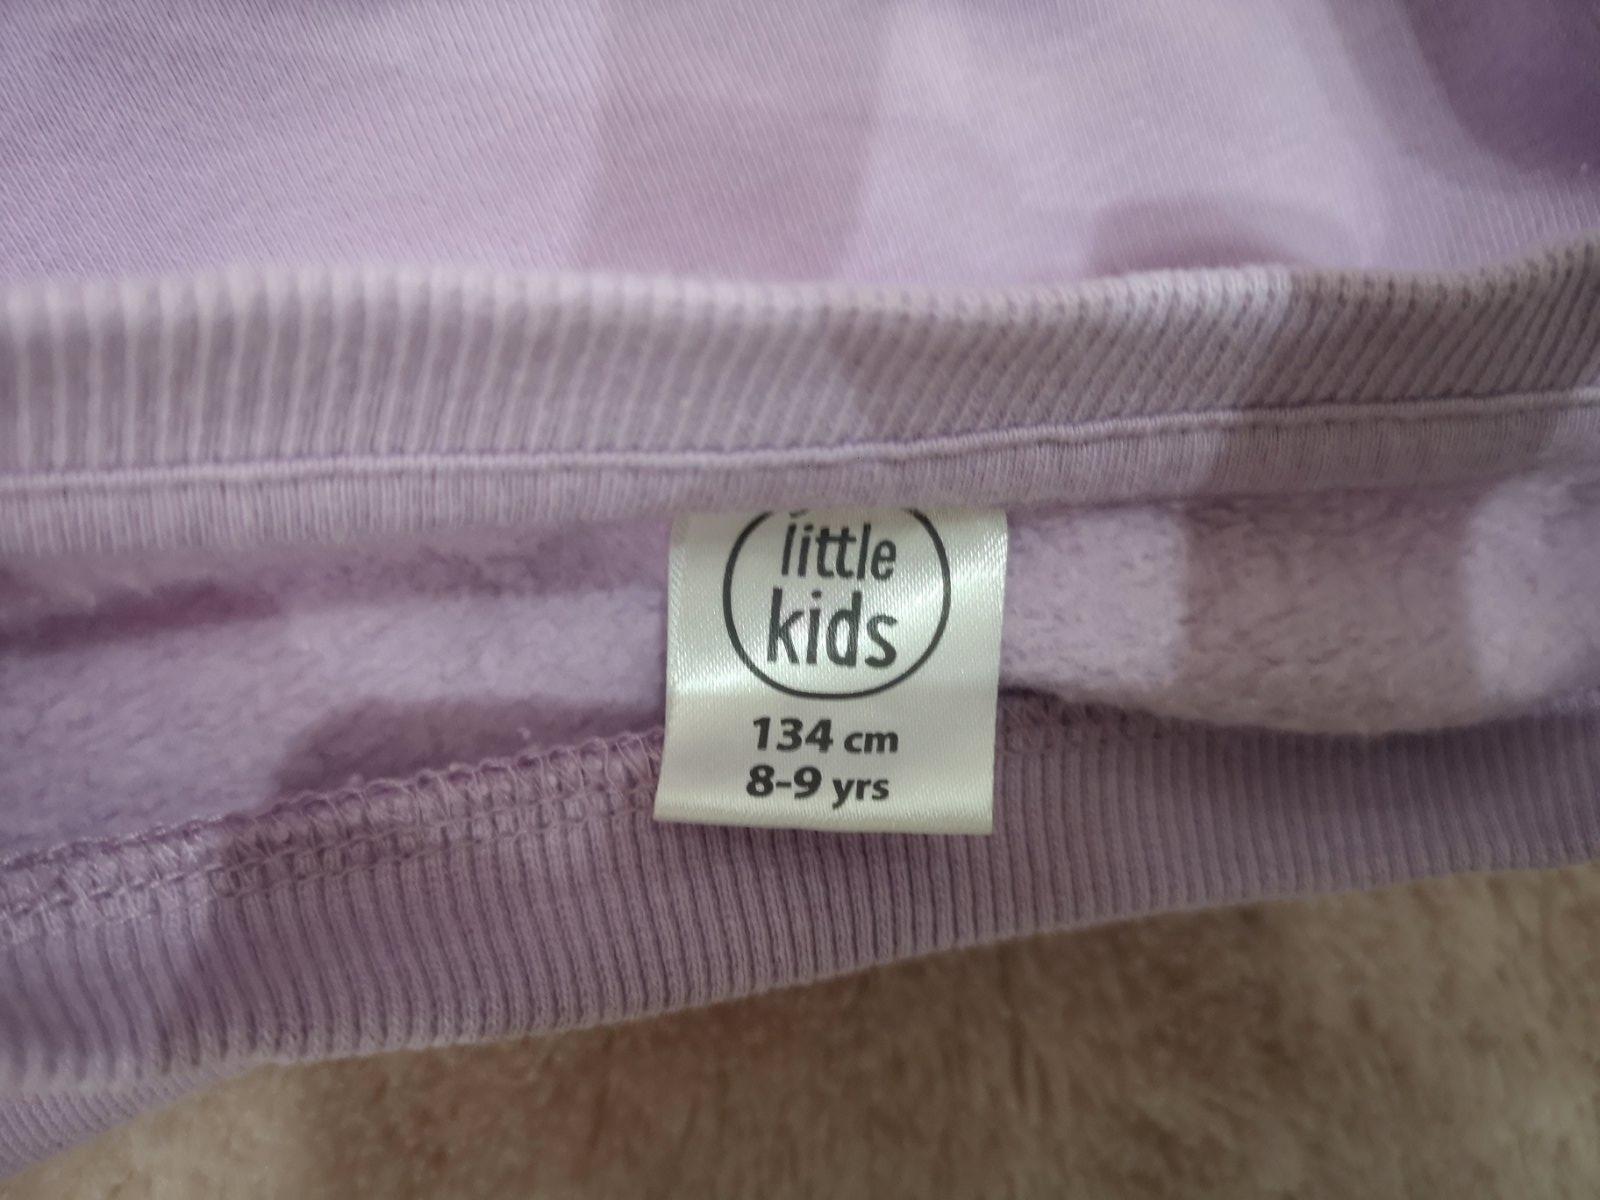 little
kids
134 cm
8-9 yrs